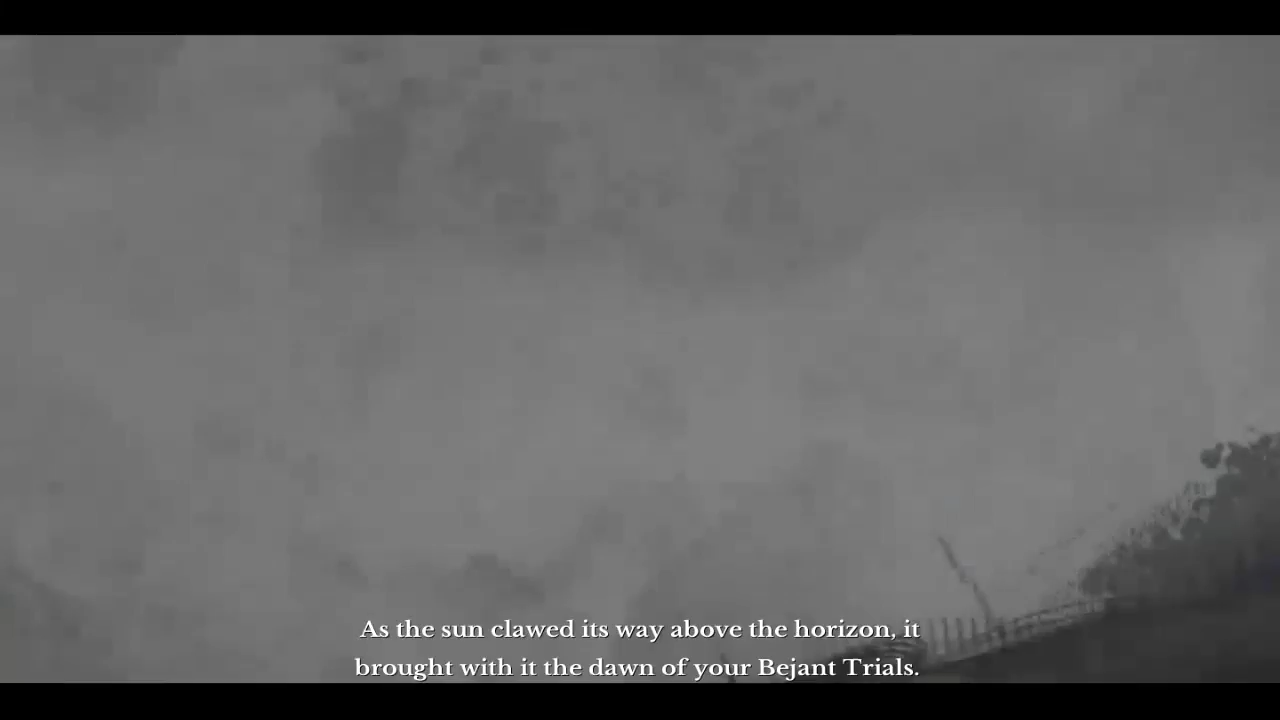 As the sun clawed its way above the horizon, it
brought with it the dawn of your Bejant Trials.